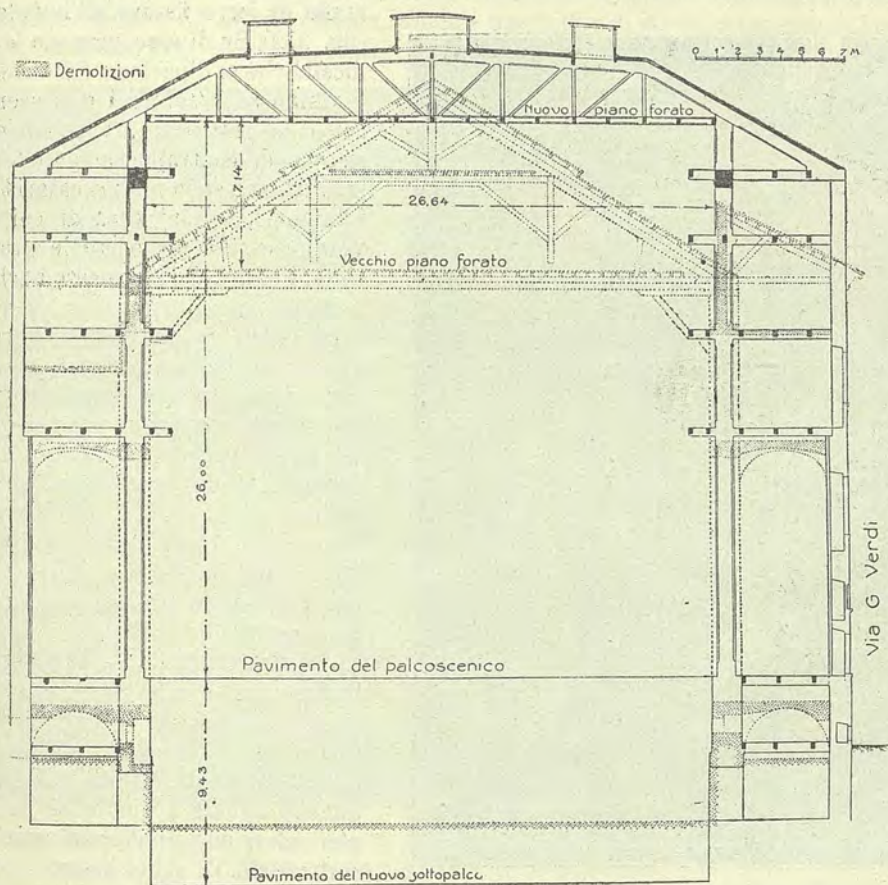 0 1 2 3 4 5 6 7 M.
Demolizioni
Nuovo piano forato
7,14
26,64
Vecchio piano forato
26,00
Via G Verdi
Pavimento del palcoscenico
9,43
Pavimento del nuovo sottopalco